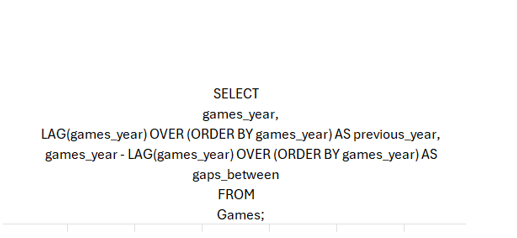 SELECT
games_year,
LAG(games_year) OVER (ORDER BY games_year) AS previous_year,
games_year - LAG(games_year) OVER (ORDER BY games_year) AS
gaps_between
FROM
Games;